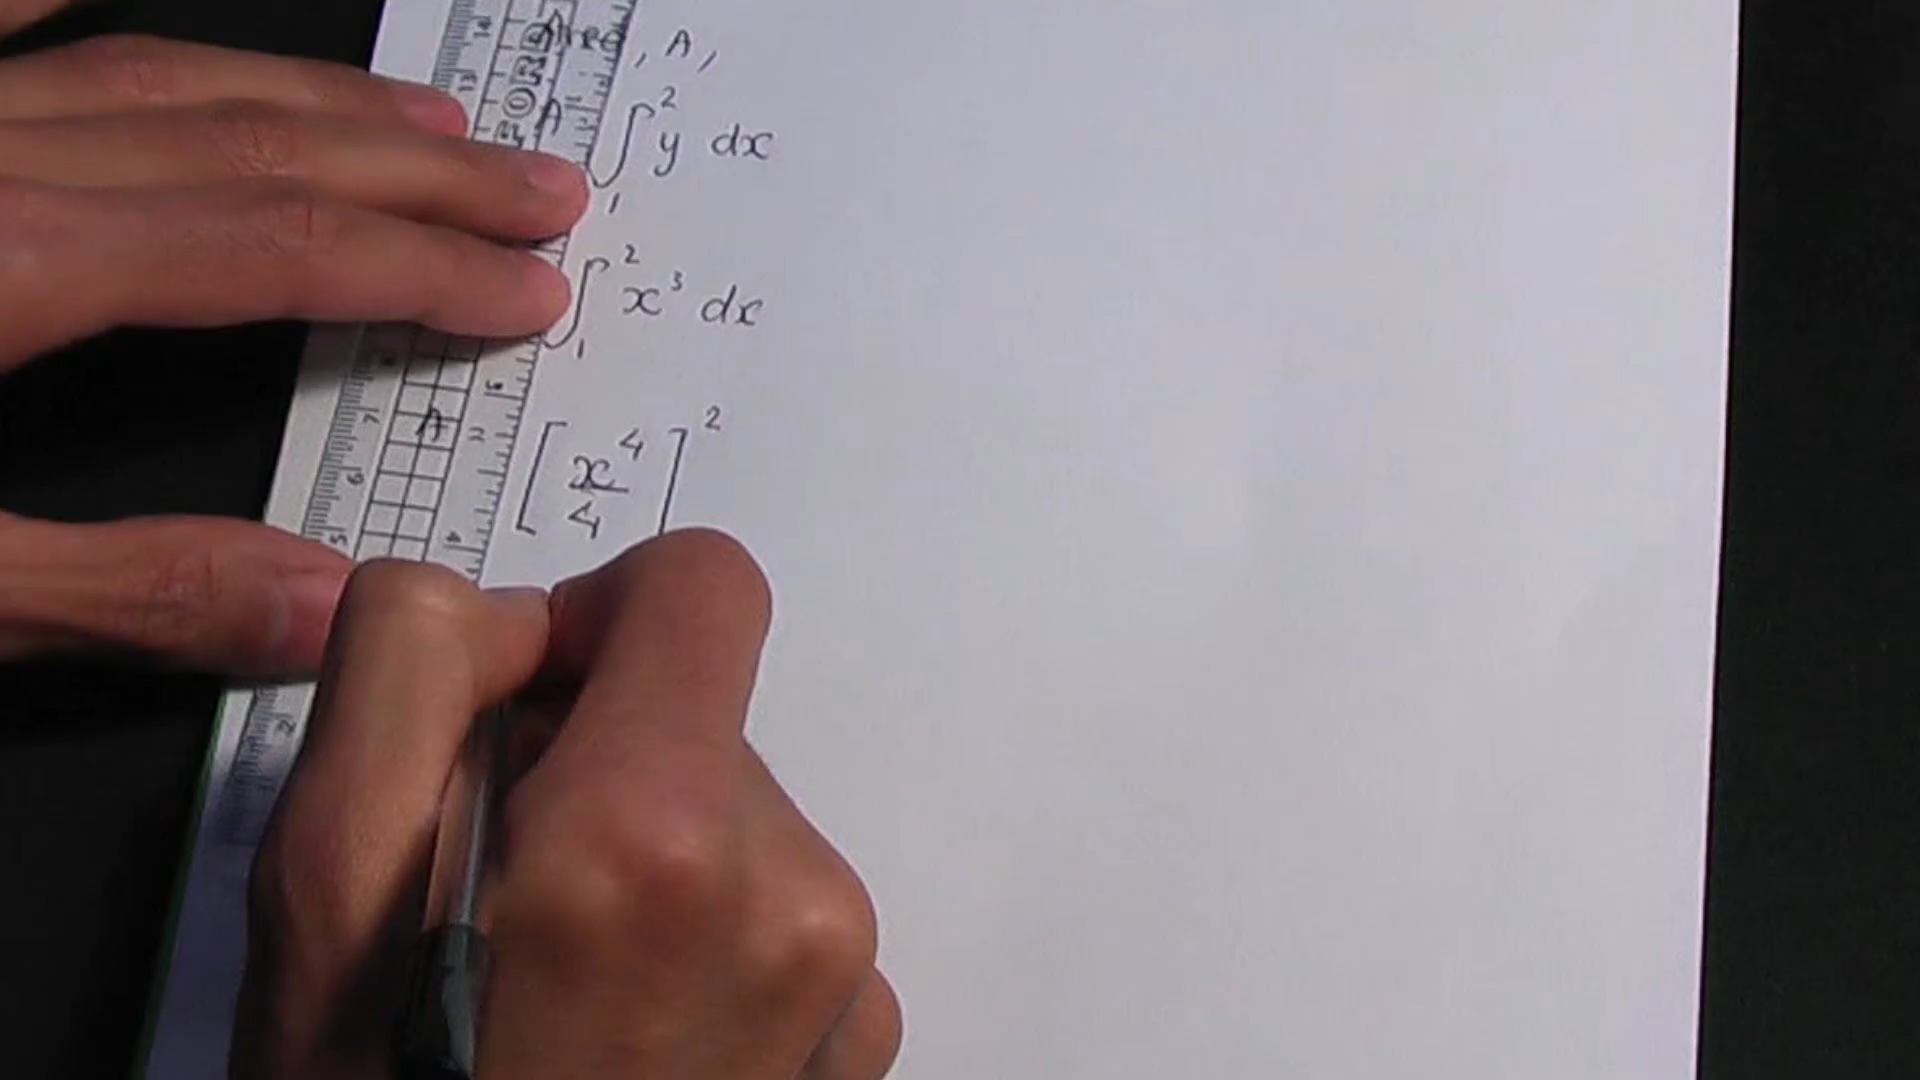 Area, A,
A = ∫₁² y dx
∫₁² x³ dx
A [x⁴/4]²